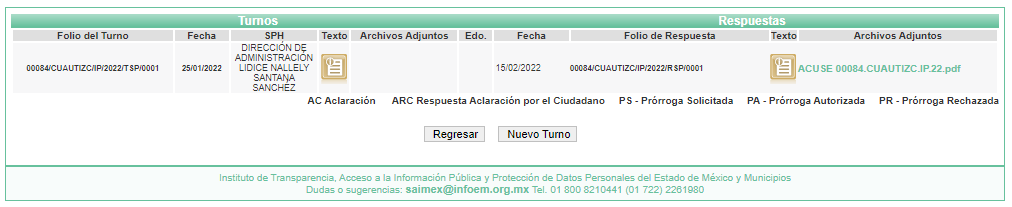 Turnos Respuestas
Folio del Turno Fecha SPH Texto Archivos Adjuntos Edo. Fecha Folio de Respuesta Texto Archivos Adjuntos
00084/CUAUTIZC/IP/2022/TSP/0001 25/01/2022 DIRECCIÓN DE
ADMINISTRACIÓN
LIDICE NALLELY
SANTANA
SANCHEZ 15/02/2022 00084/CUAUTIZC/IP/2022/RSP/0001 ACUSE 00084.CUAUTIZC.IP.22.pdf
AC Aclaración ARC Respuesta Aclaración por el Ciudadano PS - Prórroga Solicitada PA - Prórroga Autorizada PR - Prórroga Rechazada
Regresar Nuevo Turno
Instituto de Transparencia, Acceso a la Información Pública y Protección de Datos Personales del Estado de México y Municipios
Dudas o sugerencias: saimex@infoem.org.mx Tel. 01 800 8210441 (01 722) 2261980